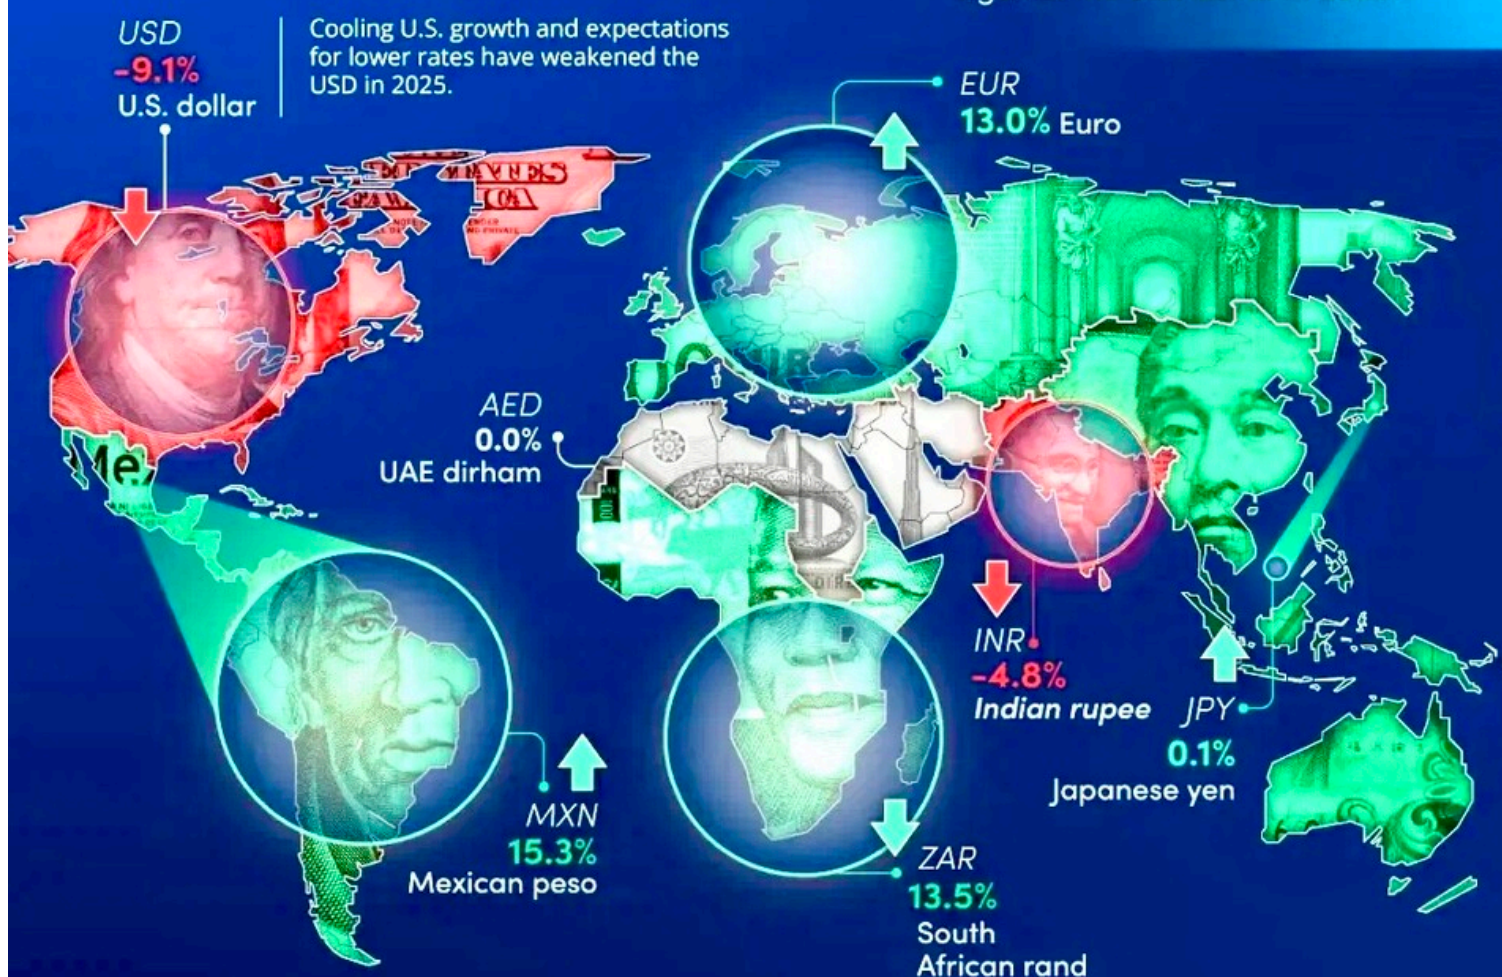 USD
-9.1%
U.S. dollar
Cooling U.S. growth and expectations
for lower rates have weakened the
USD in 2025.
EUR
13.0% Euro
AED
0.0%
UAE dirham
INR
-4.8%
Indian rupee
JPY
0.1%
Japanese yen
MXN
15.3%
Mexican peso
ZAR
13.5%
South
African rand